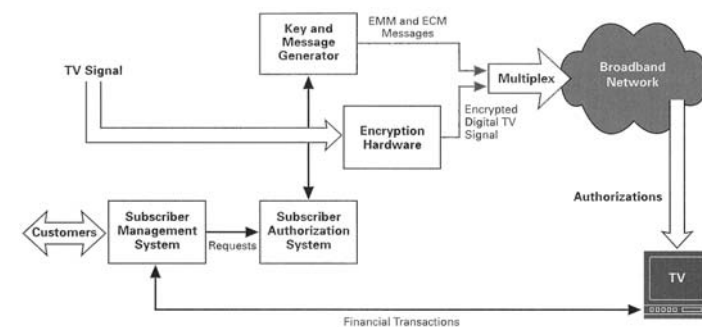 Key and
Message
Generator
EMM and ECM
Messages
TV Signal
Multiplex
Broadband
Network
Encryption
Hardware
Encrypted
Digital TV
Signal
Authorizations
Customers
Subscriber
Management
System
Requests
Subscriber
Authorization
System
TV
Financial Transactions